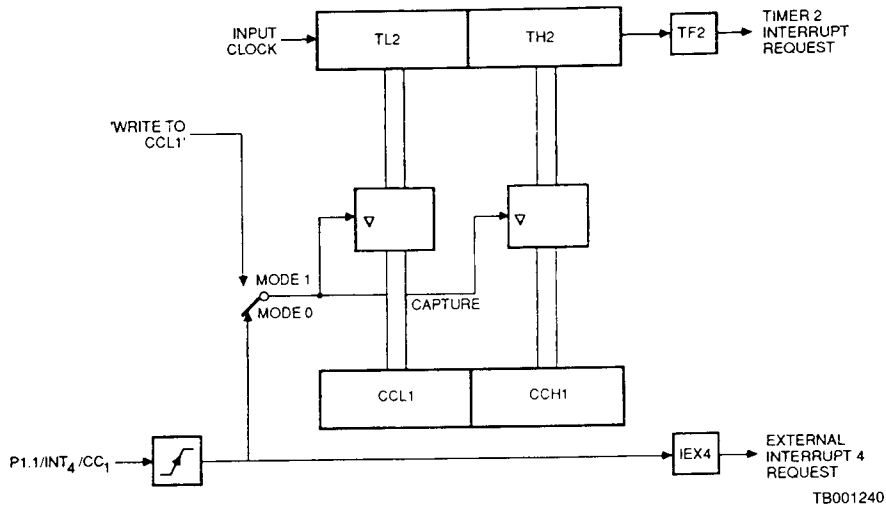 INPUT
CLOCK
TL2
TH2
TF2
TIMER 2
INTERRUPT
REQUEST
'WRITE TO
CCL1'
MODE 1
MODE 0
CAPTURE
CCL1
CCH1
P1.1/INT4/CC1
IEX4
EXTERNAL
INTERRUPT 4
REQUEST
TB001240